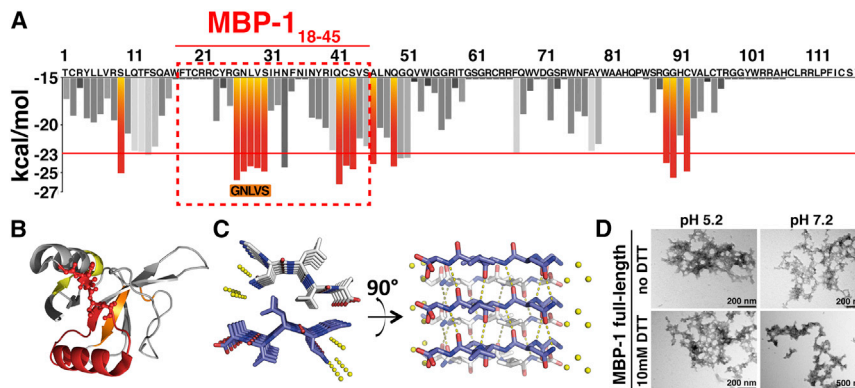 A
MBP-1 18-45
1 11 21 31 41 51 61 71 81 91 101 111
TCRYLLVRSLQTFSQAWFTCRRCYRGNLVSIHNFNINYRIQCSVSALNQGQVWIGGRITGSGRCRRFQWVDGSRWNFAYWAAHQPWSRGGHCVALCTRGGYWRRAHCLRRLPFICS
kcal/mol
-15
-20
-23
-25
-27
GNLVS
B
C
90°
D
pH 5.2 pH 7.2
MBP-1 full-length
no DTT
10mM DTT
200 nm
200 nm
200 nm
500 nm